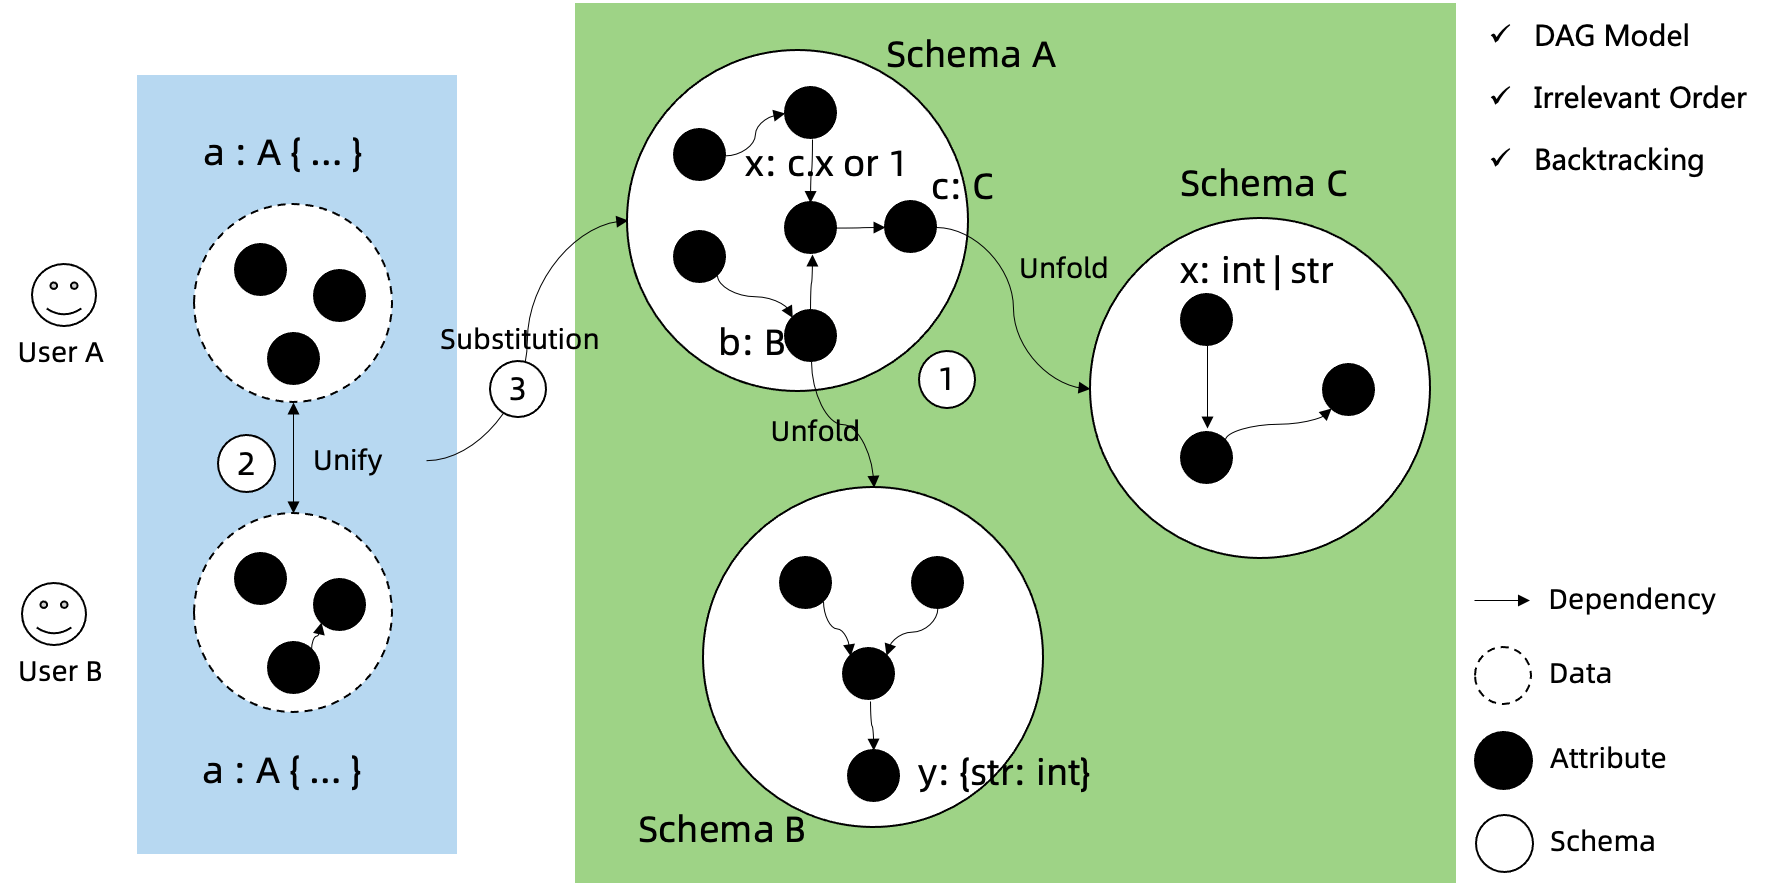 Schema A
DAG Model
Irrelevant Order
Backtracking
a : A { ... }
x: c.x or 1
c: C
Schema C
User A
Unfold
x: int | str
Substitution
b: B
3
1
Unfold
2
Unify
User B
a : A { ... }
y: {str: int}
Schema B
Dependency
Data
Attribute
Schema